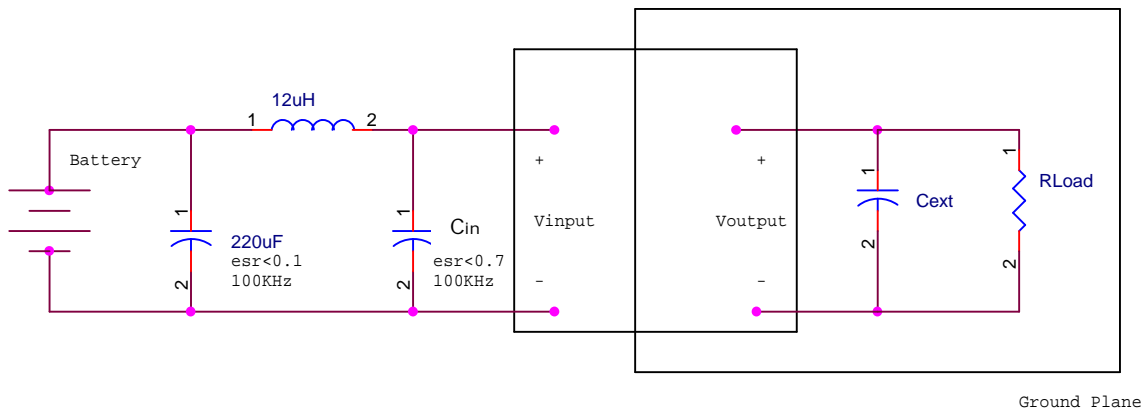 12uH
1
2
Battery
+
+
1
1
1
1
RLoad
Cin
Cext
Vinput
Voutput
220uF
esr<0.1
100KHz
esr<0.7
100KHz
2
2
2
2
-
-
Ground Plane